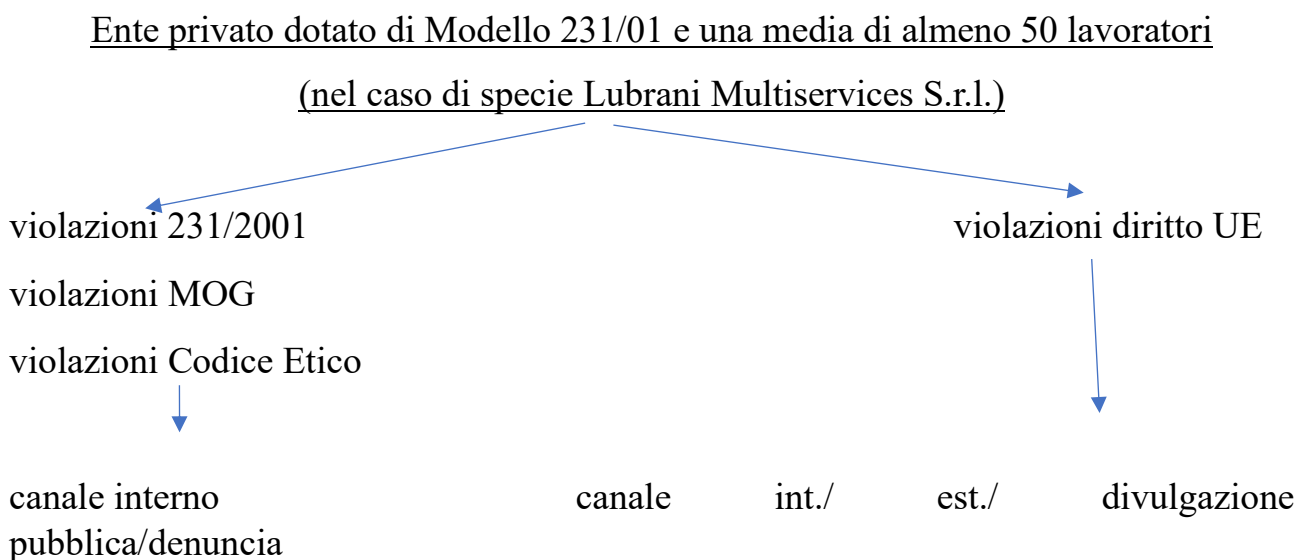 Ente privato dotato di Modello 231/01 e una media di almeno 50 lavoratori
(nel caso di specie Lubrani Multiservices S.r.l.)
violazioni 231/2001 violazioni diritto UE
violazioni MOG
violazioni Codice Etico
canale interno canale int./ est./ divulgazione
pubblica/denuncia